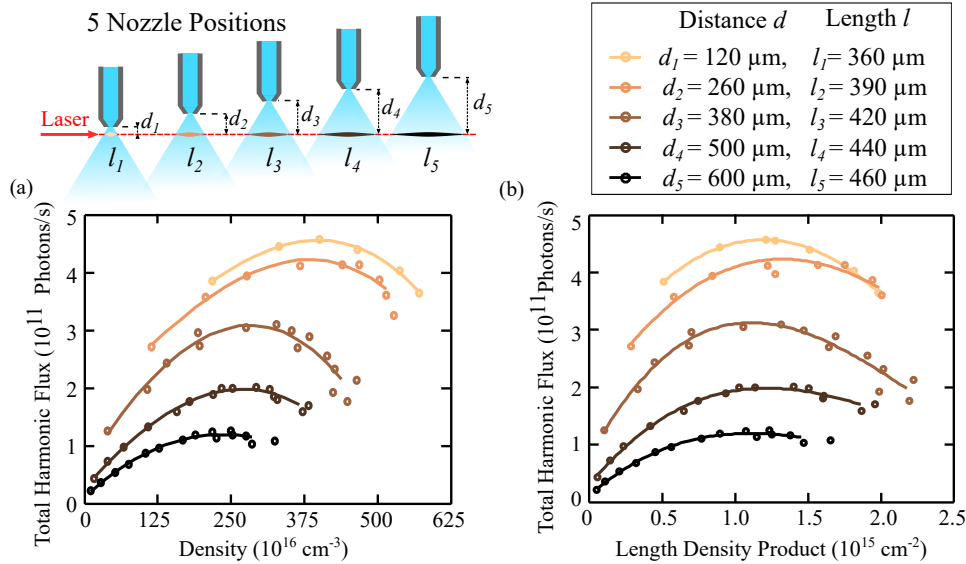 5 Nozzle Positions
Laser
d1
d2
d3
d4
d5
l1
l2
l3
l4
l5
Distance d Length l
d1 = 120 µm, l1 = 360 µm
d2 = 260 µm, l2 = 390 µm
d3 = 380 µm, l3 = 420 µm
d4 = 500 µm, l4 = 440 µm
d5 = 600 µm, l5 = 460 µm
(a)
Total Harmonic Flux (10^11 Photons/s)
5
4
3
2
1
0
0 125 250 375 500 625
Density (10^16 cm^-3)
(b)
Total Harmonic Flux (10^11Photons/s)
5
4
3
2
1
0
0 0.5 1.0 1.5 2.0 2.5
Length Density Product (10^15 cm^-2)